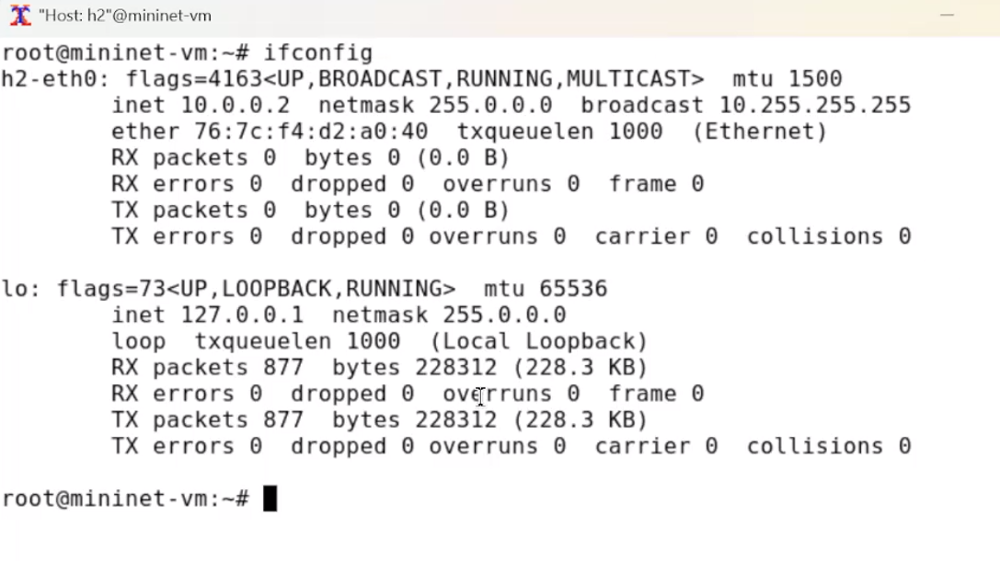 "Host: h2"@mininet-vm
root@mininet-vm:~# ifconfig
h2-eth0: flags=4163<UP,BROADCAST,RUNNING,MULTICAST>  mtu 1500
        inet 10.0.0.2  netmask 255.0.0.0  broadcast 10.255.255.255
        ether 76:7c:f4:d2:a0:40  txqueuelen 1000  (Ethernet)
        RX packets 0  bytes 0 (0.0 B)
        RX errors 0  dropped 0  overruns 0  frame 0
        TX packets 0  bytes 0 (0.0 B)
        TX errors 0  dropped 0 overruns 0  carrier 0  collisions 0

lo: flags=73<UP,LOOPBACK,RUNNING>  mtu 65536
        inet 127.0.0.1  netmask 255.0.0.0
        loop  txqueuelen 1000  (Local Loopback)
        RX packets 877  bytes 228312 (228.3 KB)
        RX errors 0  dropped 0  overruns 0  frame 0
        TX packets 877  bytes 228312 (228.3 KB)
        TX errors 0  dropped 0 overruns 0  carrier 0  collisions 0

root@mininet-vm:~#